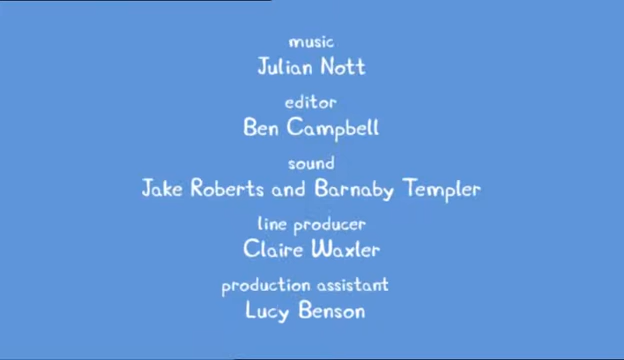 music
Julian Nott
editor
Ben Campbell
sound
Jake Roberts and Barnaby Templer
line producer
Claire Waxler
production assistant
Lucy Benson